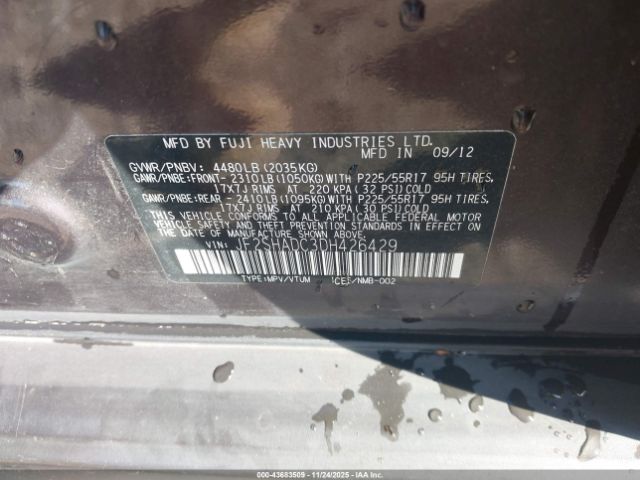 MFD BY FUJI HEAVY INDUSTRIES LTD.
GVWR/PNBV: 4480LB (2035KG) MFD IN 09/12
GAWR/PNBE:FRONT- 2310LB (1050KG)WITH P225/55R17 95H TIRES,
17X7J RIMS AT 220 KPA (32 PSI)COLD
GAWR/PNBE:REAR - 2410LB (1095KG)WITH P225/55R17 95H TIRES,
17X7J RIMS AT 210 KPA (30 PSI)COLD
THIS VEHICLE CONFORMS TO ALL APPLICABLE FEDERAL MOTOR
VEHICLE SAFETY AND THEFT PREVENTION STANDARDS IN EFFECT ON
THE DATE OF MANUFACTURE SHOWN ABOVE.
VIN: JF2SHADC3DH426429
TYPE:MPV/VTUM /NMB-002
000-43683509 - 11/24/2025 - Copyright © IAA, LLC